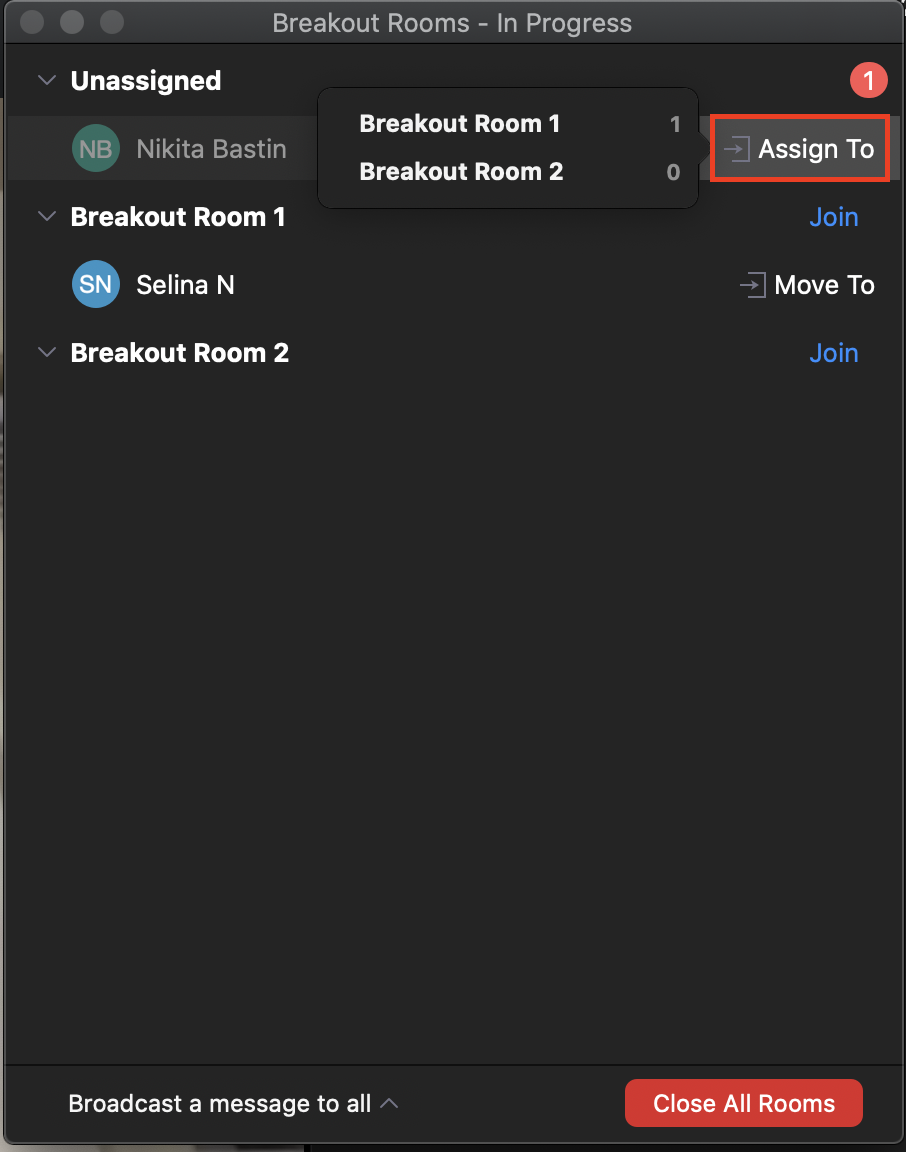 Breakout Rooms - In Progress
Unassigned 1
NB Nikita Bastin
Breakout Room 1 1
Breakout Room 2 0
Assign To
Breakout Room 1 Join
SN Selina N Move To
Breakout Room 2 Join
Broadcast a message to all Close All Rooms